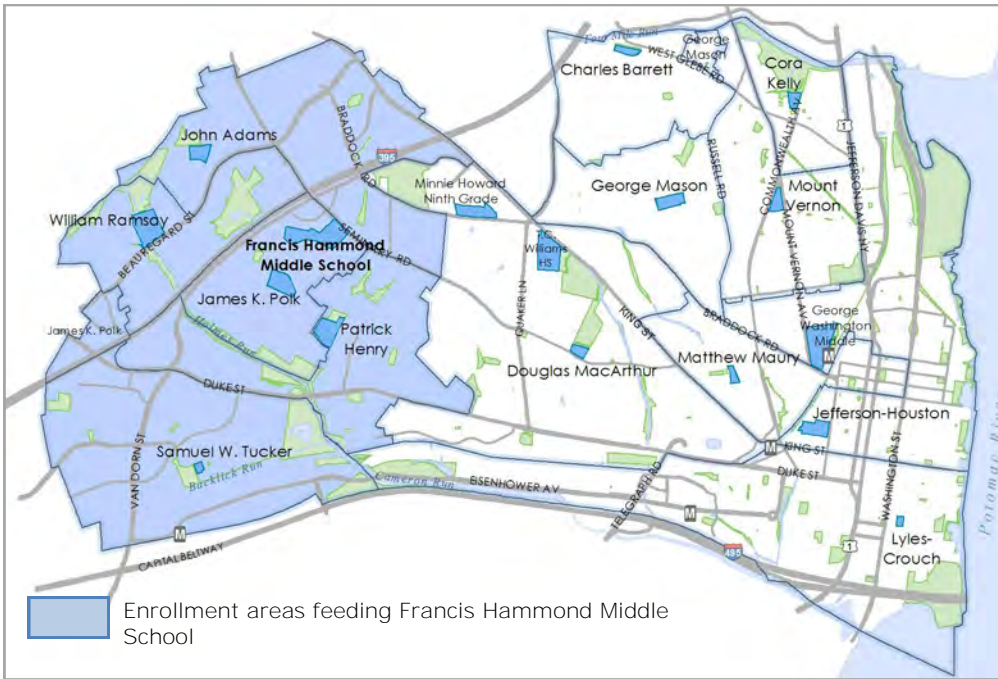 Four Mile Run
George
Mason
WEST GLEBE RD
Charles Barrett
Cora
Kelly
John Adams
BRADDOCK RD
395
1
JEFFERSON DAVIS HY
COMMONWEALTH AV
RUSSELL RD
Minnie Howard
Ninth Grade
George Mason
Mount
Vernon
William Ramsay
BEAUREGARD ST
SEMINARY RD
Francis Hammond
Middle School
T.C.
Williams
HS
MOUNT VERNON AV
James K. Polk
QUAKER LN
KING ST
BRADDOCK RD
George
Washington
Middle
M
James K. Polk
Holmes Run
Patrick
Henry
Douglas MacArthur
Matthew Maury
DUKE ST
Jefferson-Houston
M
KING ST
Samuel W. Tucker
Backlick Run
VAN DORN ST
Cameron Run
EISENHOWER AV
TELEGRAPH RD
DUKE ST
WASHINGTON ST
Potomac River
M
M
CAPITAL BELTWAY
495
1
Lyles-
Crouch
Enrollment areas feeding Francis Hammond Middle
School